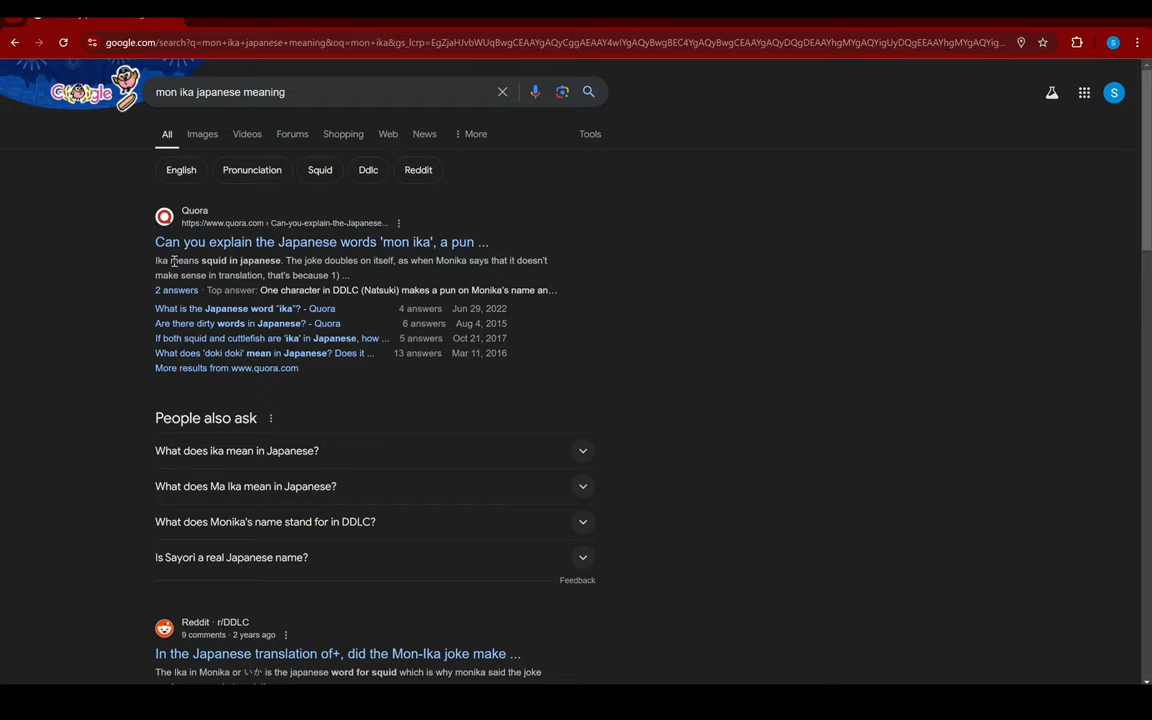 google.com/search?q=mon+ika+japanese+meaning&oq=mon+ika&gs_lcrp=EgZjaHJvbWUqBgCEAAYgAQyCggAEAAY4wIYgAQyBwgBEC4YgAQyBwgCEAAYgAQyDQgDEAAYhgMYgAQYigUyDQgEEAAYhgMYgAQYig...
S
Google
mon ika japanese meaning
S
All Images Videos Forums Shopping Web News More Tools
English Pronunciation Squid Ddlc Reddit
Quora
https://www.quora.com › Can-you-explain-the-Japanese...
Can you explain the Japanese words 'mon ika', a pun ...
Ika means squid in japanese. The joke doubles on itself, as when Monika says that it doesn't
make sense in translation, that's because 1) ...
2 answers · Top answer: One character in DDLC (Natsuki) makes a pun on Monika's name an...
What is the Japanese word "ika"? - Quora 4 answers Jun 29, 2022
Are there dirty words in Japanese? - Quora 6 answers Aug 4, 2015
If both squid and cuttlefish are 'ika' in Japanese, how ... 5 answers Oct 21, 2017
What does 'doki doki' mean in Japanese? Does it ... 13 answers Mar 11, 2016
More results from www.quora.com
People also ask
What does ika mean in Japanese?
What does Ma Ika mean in Japanese?
What does Monika's name stand for in DDLC?
Is Sayori a real Japanese name?
Feedback
Reddit · r/DDLC
9 comments · 2 years ago
In the Japanese translation of+, did the Mon-Ika joke make ...
The Ika in Monika or いか is the japanese word for squid which is why monika said the joke